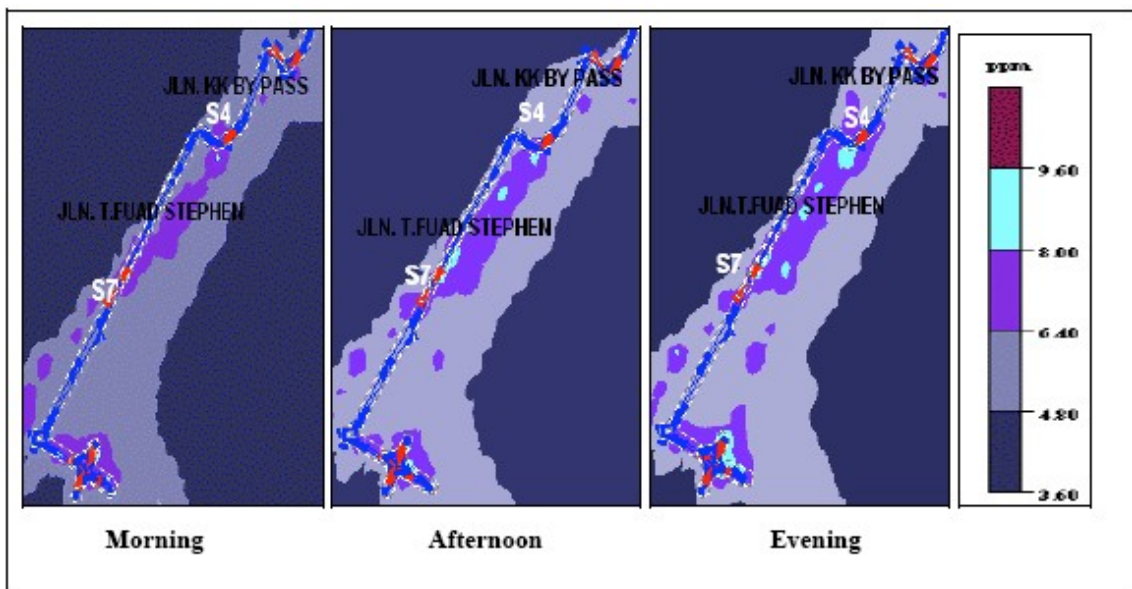 JLN. KK BY PASS
S4
JLN. T.FUAD STEPHEN
S7
Morning
JLN. KK BY PASS
S4
JLN. T.FUAD STEPHEN
S7
Afternoon
JLN. KK BY PASS
S4
JLN.T.FUAD STEPHEN
S7
Evening
ppm
9.60
8.00
6.40
4.80
3.60